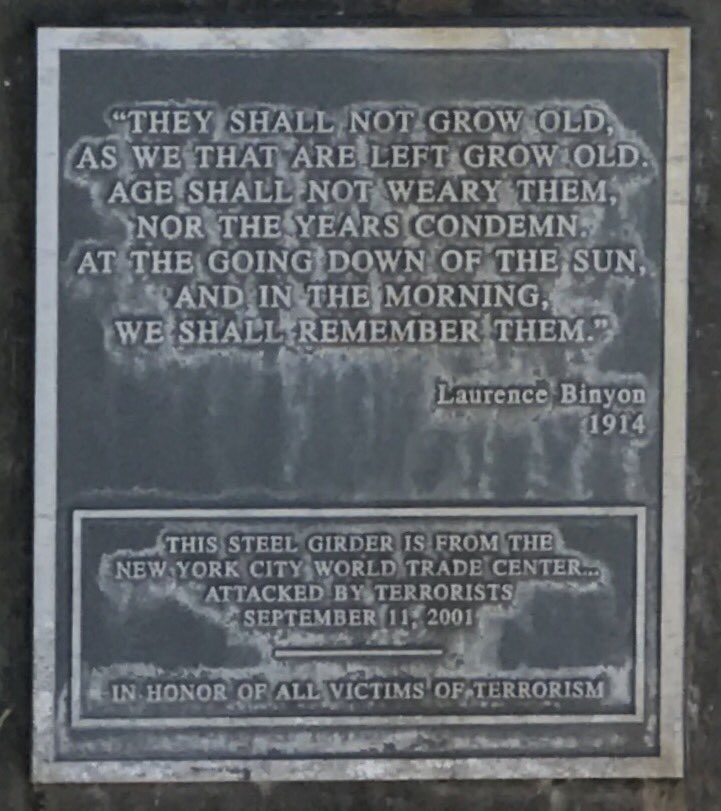 “THEY SHALL NOT GROW OLD,
AS WE THAT ARE LEFT GROW OLD.
AGE SHALL NOT WEARY THEM,
NOR THE YEARS CONDEMN.
AT THE GOING DOWN OF THE SUN,
AND IN THE MORNING,
WE SHALL REMEMBER THEM.”
Laurence Binyon
1914
THIS STEEL GIRDER IS FROM THE
NEW YORK CITY WORLD TRADE CENTER...
ATTACKED BY TERRORISTS
SEPTEMBER 11, 2001
IN HONOR OF ALL VICTIMS OF TERRORISM